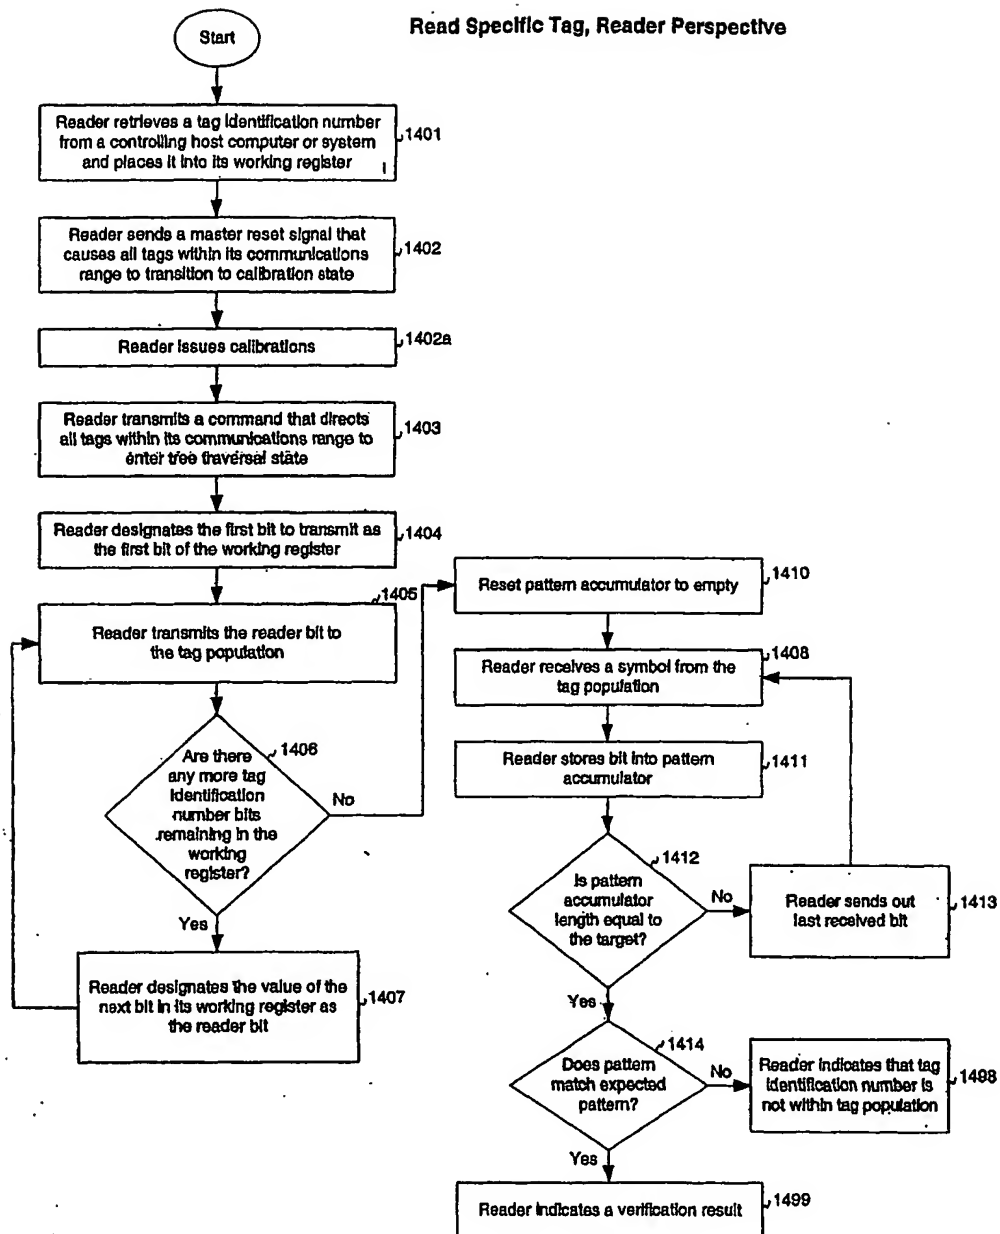 Read Specific Tag, Reader Perspective
Start
Reader retrieves a tag identification number
from a controlling host computer or system
and places it into its working register
1401
Reader sends a master reset signal that
causes all tags within its communications
range to transition to calibration state
1402
Reader issues calibrations
1402a
Reader transmits a command that directs
all tags within its communications range to
enter tree traversal state
1403
Reader designates the first bit to transmit as
the first bit of the working register
1404
1405
Reader transmits the reader bit to
the tag population
1406
Are there
any more tag
identification
number bits
remaining in the
working
register?
No
Yes
Reader designates the value of the
next bit in its working register as
the reader bit
1407
Reset pattern accumulator to empty
1410
Reader receives a symbol from the
tag population
1408
Reader stores bit into pattern
accumulator
1411
1412
Is pattern
accumulator
length equal to
the target?
No
Reader sends out
last received bit
1413
Yes
1414
Does pattern
match expected
pattern?
No
Reader indicates that tag
identification number is
not within tag population
1498
Yes
Reader indicates a verification result
1499